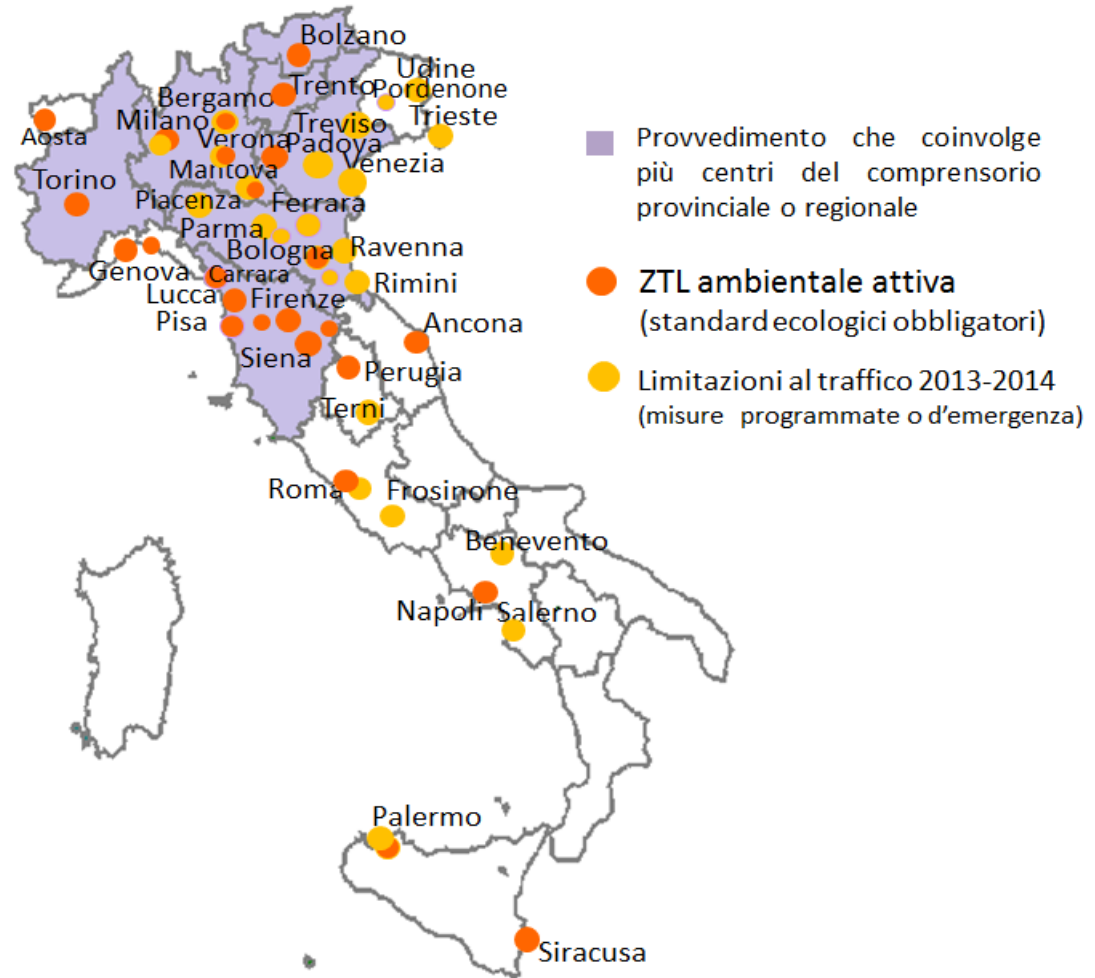 Bolzano
Udine
Trento
Pordenone
Bergamo
Milano
Treviso
Trieste
Aosta
Verona
Padova
Venezia
Mantova
Torino
Piacenza
Ferrara
Parma
Bologna
Ravenna
Genova
Carrara
Rimini
Lucca
Firenze
Pisa
Ancona
Siena
Perugia
Terni
Roma
Frosinone
Benevento
Napoli
Salerno
Palermo
Siracusa
Provvedimento che coinvolge
più centri del comprensorio
provinciale o regionale
ZTL ambientale attiva
(standard ecologici obbligatori)
Limitazioni al traffico 2013-2014
(misure programmate o d’emergenza)